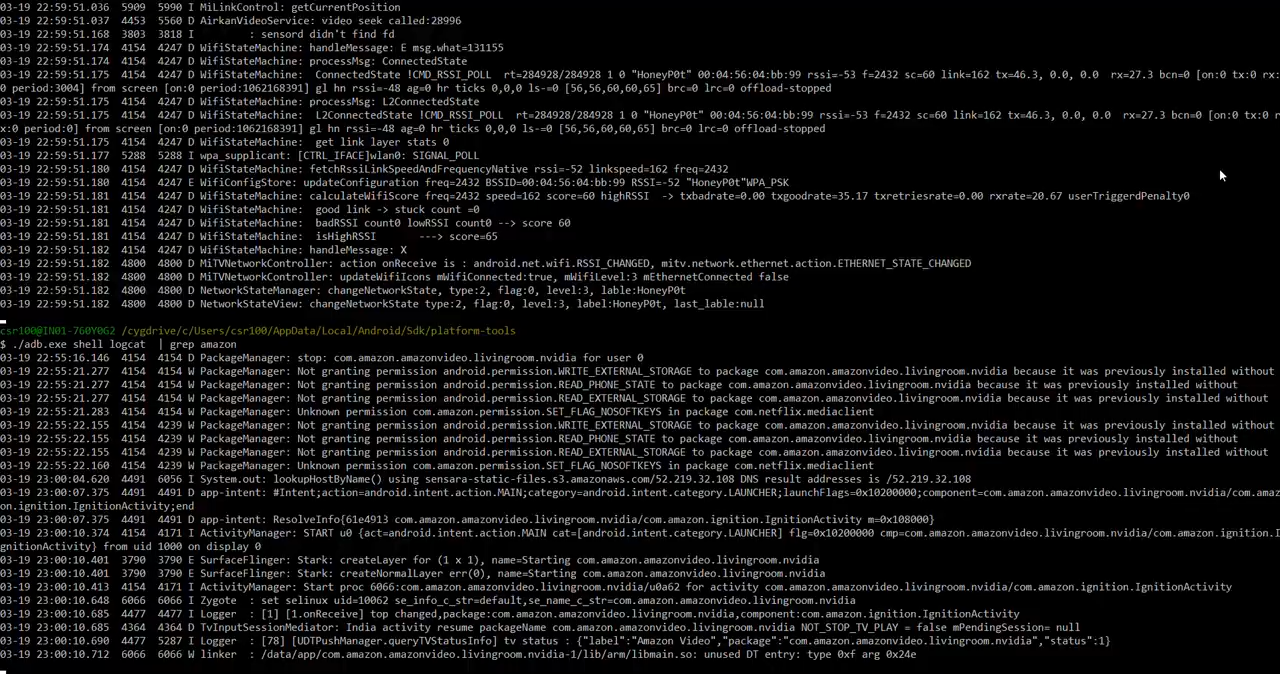 03-19 22:59:51.036  5909  5990 I MiLinkControl: getCurrentPosition
03-19 22:59:51.037  4453  5560 D AirkanVideoService: video seek called:28996
03-19 22:59:51.168  3803  3818 I         : sensord didn't find fd
03-19 22:59:51.174  4154  4247 D WifiStateMachine: handleMessage: E msg.what=131155
03-19 22:59:51.174  4154  4247 D WifiStateMachine: processMsg: ConnectedState
03-19 22:59:51.175  4154  4247 D WifiStateMachine:  ConnectedState !CMD_RSSI_POLL  rt=284928/284928 1 0 "HoneyP0t" 00:04:56:04:bb:99 rssi=-53 f=2432 sc=60 link=162 tx=46.3, 0.0, 0.0  rx=27.3 bcn=0 [on:0 tx:0 rx:
0 period:3004] from screen [on:0 period:1062168391] gl hn rssi=-48 ag=0 hr ticks 0,0,0 ls-=0 [56,56,60,60,65] brc=0 lrc=0 offload-stopped
03-19 22:59:51.175  4154  4247 D WifiStateMachine: processMsg: L2ConnectedState
03-19 22:59:51.175  4154  4247 D WifiStateMachine:  L2ConnectedState !CMD_RSSI_POLL  rt=284928/284928 1 0 "HoneyP0t" 00:04:56:04:bb:99 rssi=-53 f=2432 sc=60 link=162 tx=46.3, 0.0, 0.0  rx=27.3 bcn=0 [on:0 tx:0 r
x:0 period:0] from screen [on:0 period:1062168391] gl hn rssi=-48 ag=0 hr ticks 0,0,0 ls-=0 [56,56,60,60,65] brc=0 lrc=0 offload-stopped
03-19 22:59:51.175  4154  4247 D WifiStateMachine:  get link layer stats 0
03-19 22:59:51.177  5288  5288 I wpa_supplicant: [CTRL_IFACE]wlan0: SIGNAL_POLL
03-19 22:59:51.180  4154  4247 D WifiStateMachine: fetchRssiLinkSpeedAndFrequencyNative rssi=-52 linkspeed=162 freq=2432
03-19 22:59:51.180  4154  4247 E WifiConfigStore: updateConfiguration freq=2432 BSSID=00:04:56:04:bb:99 RSSI=-52 "HoneyP0t"WPA_PSK
03-19 22:59:51.181  4154  4247 D WifiStateMachine: calculateWifiScore freq=2432 speed=162 score=60 highRSSI  -> txbadrate=0.00 txgoodrate=35.17 txretriesrate=0.00 rxrate=20.67 userTriggerdPenalty0
03-19 22:59:51.181  4154  4247 D WifiStateMachine:  good link -> stuck count =0
03-19 22:59:51.181  4154  4247 D WifiStateMachine:  badRSSI count0 lowRSSI count0 --> score 60
03-19 22:59:51.181  4154  4247 D WifiStateMachine:  isHighRSSI       ---> score=65
03-19 22:59:51.182  4154  4247 D WifiStateMachine: handleMessage: X
03-19 22:59:51.182  4800  4800 D MiTVNetworkController: action onReceive is : android.net.wifi.RSSI_CHANGED, mitv.network.ethernet.action.ETHERNET_STATE_CHANGED
03-19 22:59:51.182  4800  4800 D MiTVNetworkController: updateWifiIcons mWifiConnected:true, mWifiLevel:3 mEthernetConnected false
03-19 22:59:51.182  4800  4800 D NetworkStateManager: changeNetworkState, type:2, flag:0, level:3, lable:HoneyP0t
03-19 22:59:51.182  4800  4800 D NetworkStateView: changeNetworkState type:2, flag:0, level:3, label:HoneyP0t, last_lable:null
csr100@IN01-760Y0G2 /cygdrive/c/Users/csr100/AppData/Local/Android/Sdk/platform-tools
$ ./adb.exe shell logcat  | grep amazon
03-19 22:55:16.146  4154  4154 D PackageManager: stop: com.amazon.amazonvideo.livingroom.nvidia for user 0
03-19 22:55:21.277  4154  4154 W PackageManager: Not granting permission android.permission.WRITE_EXTERNAL_STORAGE to package com.amazon.amazonvideo.livingroom.nvidia because it was previously installed without
03-19 22:55:21.277  4154  4154 W PackageManager: Not granting permission android.permission.READ_PHONE_STATE to package com.amazon.amazonvideo.livingroom.nvidia because it was previously installed without
03-19 22:55:21.277  4154  4154 W PackageManager: Not granting permission android.permission.READ_EXTERNAL_STORAGE to package com.amazon.amazonvideo.livingroom.nvidia because it was previously installed without
03-19 22:55:21.283  4154  4154 W PackageManager: Unknown permission com.amazon.permission.SET_FLAG_NOSOFTKEYS in package com.netflix.mediaclient
03-19 22:55:22.155  4154  4239 W PackageManager: Not granting permission android.permission.WRITE_EXTERNAL_STORAGE to package com.amazon.amazonvideo.livingroom.nvidia because it was previously installed without
03-19 22:55:22.155  4154  4239 W PackageManager: Not granting permission android.permission.READ_PHONE_STATE to package com.amazon.amazonvideo.livingroom.nvidia because it was previously installed without
03-19 22:55:22.155  4154  4239 W PackageManager: Not granting permission android.permission.READ_EXTERNAL_STORAGE to package com.amazon.amazonvideo.livingroom.nvidia because it was previously installed without
03-19 22:55:22.160  4154  4239 W PackageManager: Unknown permission com.amazon.permission.SET_FLAG_NOSOFTKEYS in package com.netflix.mediaclient
03-19 23:00:04.620  4491  6056 I System.out: lookupHostByName() using sensara-static-files.s3.amazonaws.com/52.219.32.108 DNS result addresses is /52.219.32.108
03-19 23:00:07.375  4491  4491 D app-intent: #Intent;action=android.intent.action.MAIN;category=android.intent.category.LAUNCHER;launchFlags=0x10200000;component=com.amazon.amazonvideo.livingroom.nvidia/com.amaz
on.ignition.IgnitionActivity;end
03-19 23:00:07.375  4491  4491 D app-intent: ResolveInfo{61e4913 com.amazon.amazonvideo.livingroom.nvidia/com.amazon.ignition.IgnitionActivity m=0x108000}
03-19 23:00:10.374  4154  4171 I ActivityManager: START u0 {act=android.intent.action.MAIN cat=[android.intent.category.LAUNCHER] flg=0x10200000 cmp=com.amazon.amazonvideo.livingroom.nvidia/com.amazon.ignition.I
gnitionActivity} from uid 1000 on display 0
03-19 23:00:10.401  3790  3790 E SurfaceFlinger: Stark: createLayer for (1 x 1), name=Starting com.amazon.amazonvideo.livingroom.nvidia
03-19 23:00:10.401  3790  3790 E SurfaceFlinger: Stark: createNormalLayer err(0), name=Starting com.amazon.amazonvideo.livingroom.nvidia
03-19 23:00:10.413  4154  4171 I ActivityManager: Start proc 6066:com.amazon.amazonvideo.livingroom.nvidia/u0a62 for activity com.amazon.amazonvideo.livingroom.nvidia/com.amazon.ignition.IgnitionActivity
03-19 23:00:10.648  6066  6066 I Zygote  : set selinux uid=10062 se_info_c_str=default,se_name_c_str=com.amazon.amazonvideo.livingroom.nvidia
03-19 23:00:10.685  4477  4477 I Logger  : [1] [1.onReceive] top changed,package:com.amazon.amazonvideo.livingroom.nvidia,component:com.amazon.ignition.IgnitionActivity
03-19 23:00:10.685  4364  4364 D TvInputSessionMediator: India activity resume packageName com.amazon.amazonvideo.livingroom.nvidia NOT_STOP_TV_PLAY = false mPendingSession= null
03-19 23:00:10.690  4477  5287 I Logger  : [78] [UDTPushManager.queryTVStatusInfo] tv status : {"label":"Amazon Video","package":"com.amazon.amazonvideo.livingroom.nvidia","status":1}
03-19 23:00:10.712  6066  6066 W linker  : /data/app/com.amazon.amazonvideo.livingroom.nvidia-1/lib/arm/libmain.so: unused DT entry: type 0xf arg 0x24e